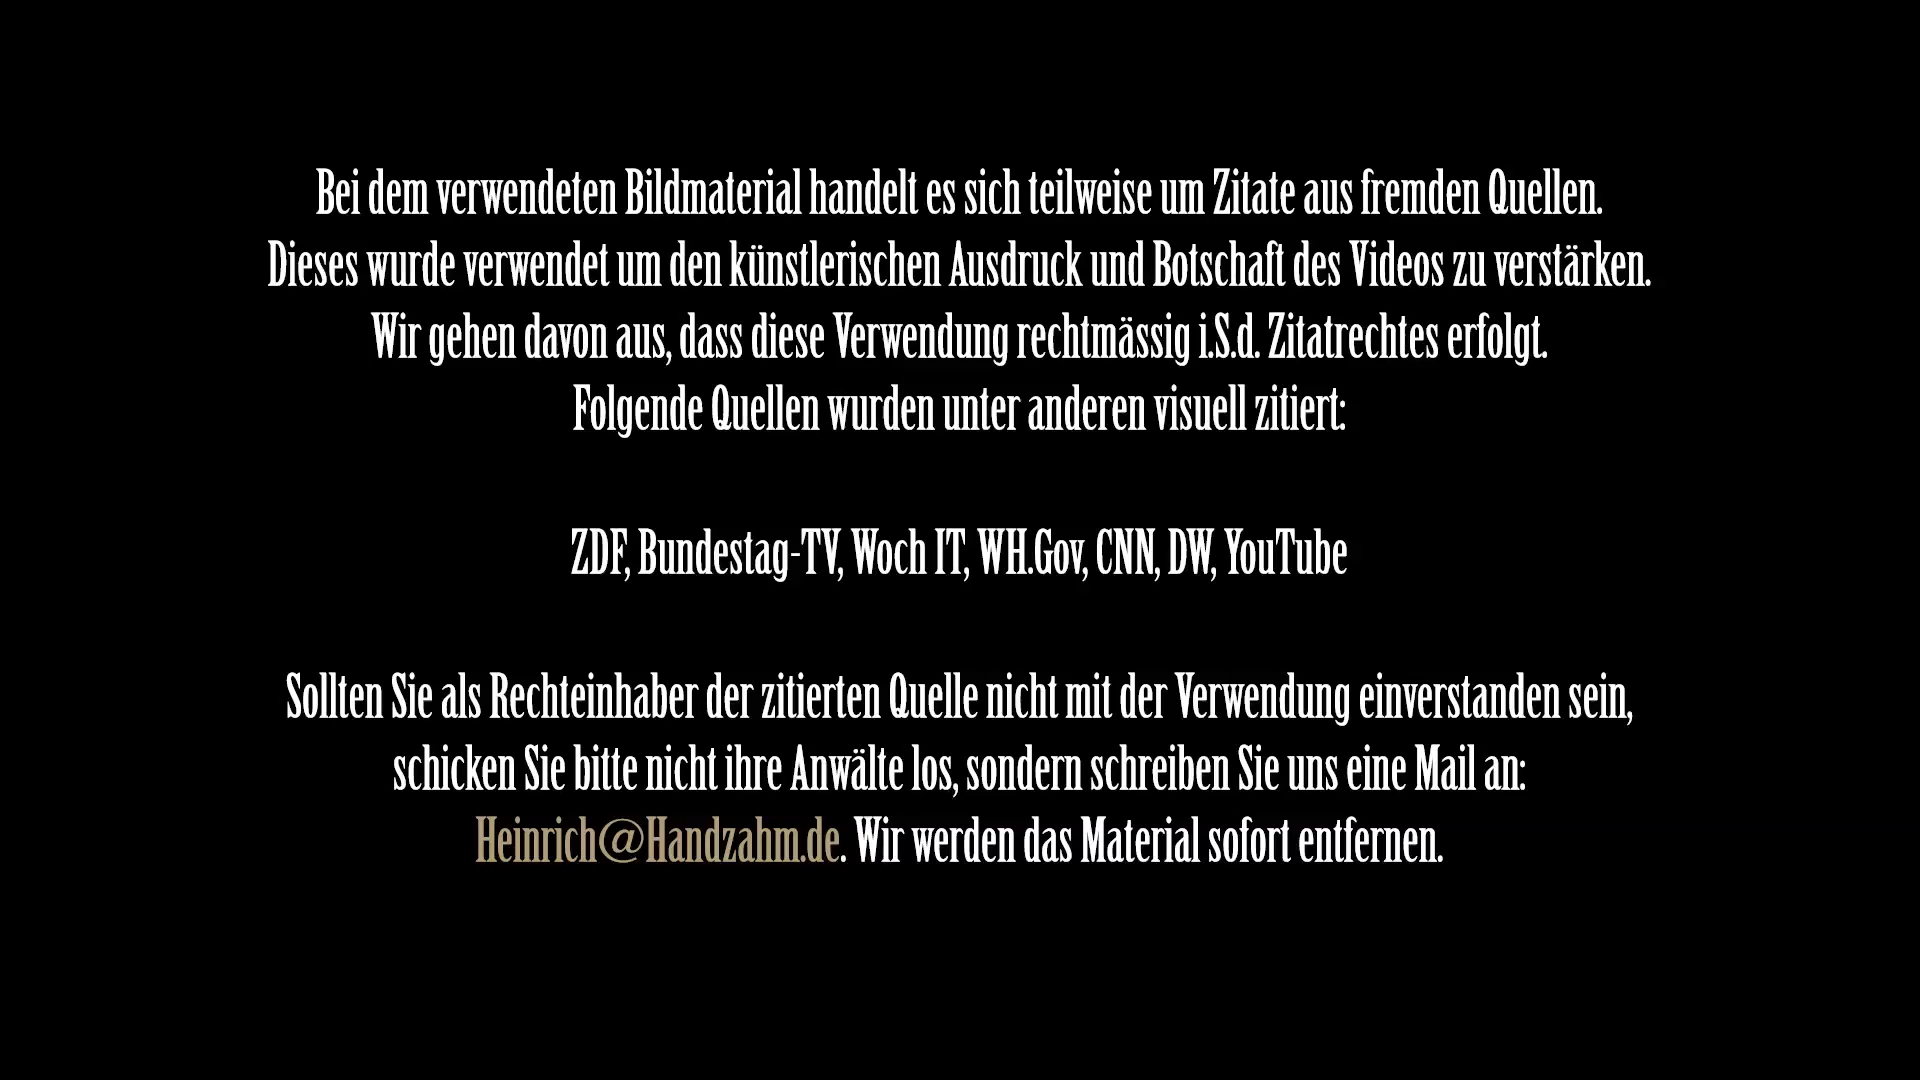 Bei dem verwendeten Bildmaterial handelt es sich teilweise um Zitate aus fremden Quellen.
Dieses wurde verwendet um den künstlerischen Ausdruck und Botschaft des Videos zu verstärken.
Wir gehen davon aus, dass diese Verwendung rechtmässig i.S.d. Zitatrechtes erfolgt.
Folgende Quellen wurden unter anderen visuell zitiert:
ZDF, Bundestag-TV, Woch IT, WH.Gov, CNN, DW, YouTube
Sollten Sie als Rechteinhaber der zitierten Quelle nicht mit der Verwendung einverstanden sein,
schicken Sie bitte nicht ihre Anwälte los, sondern schreiben Sie uns eine Mail an:
Heinrich@Handzahm.de. Wir werden das Material sofort entfernen.